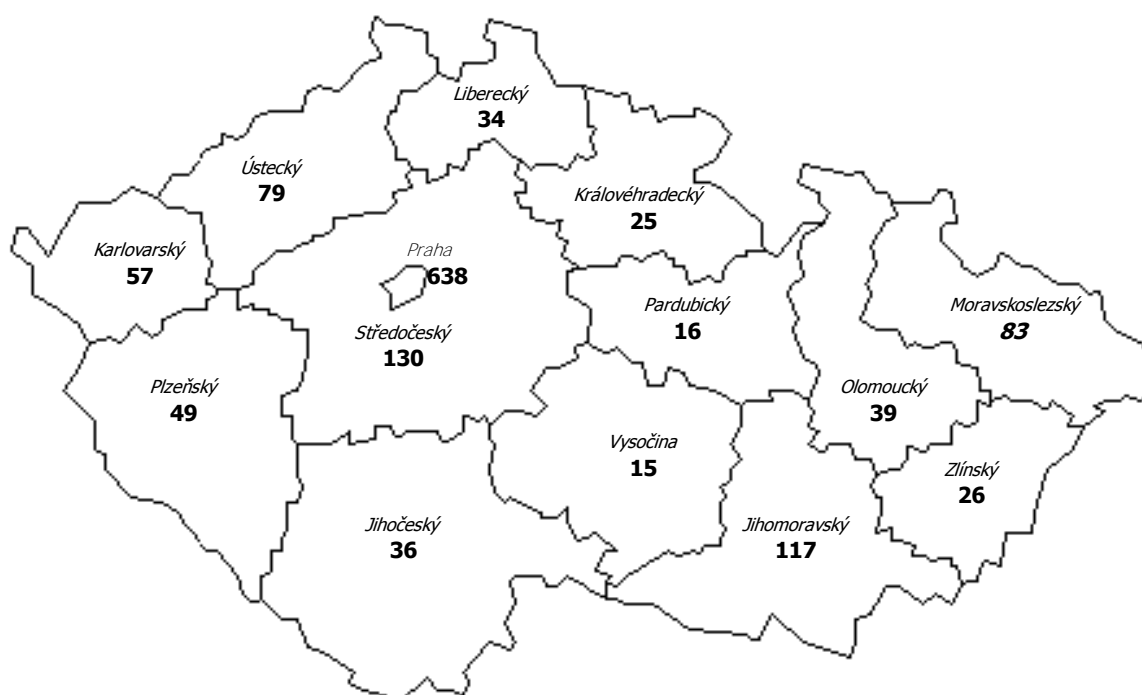 Liberecký
34
Ústecký
79
Královéhradecký
25
Karlovarský
57
Praha
638
Pardubický
16
Moravskoslezský
83
Středočeský
130
Plzeňský
49
Olomoucký
39
Vysočina
15
Zlínský
26
Jihočeský
36
Jihomoravský
117